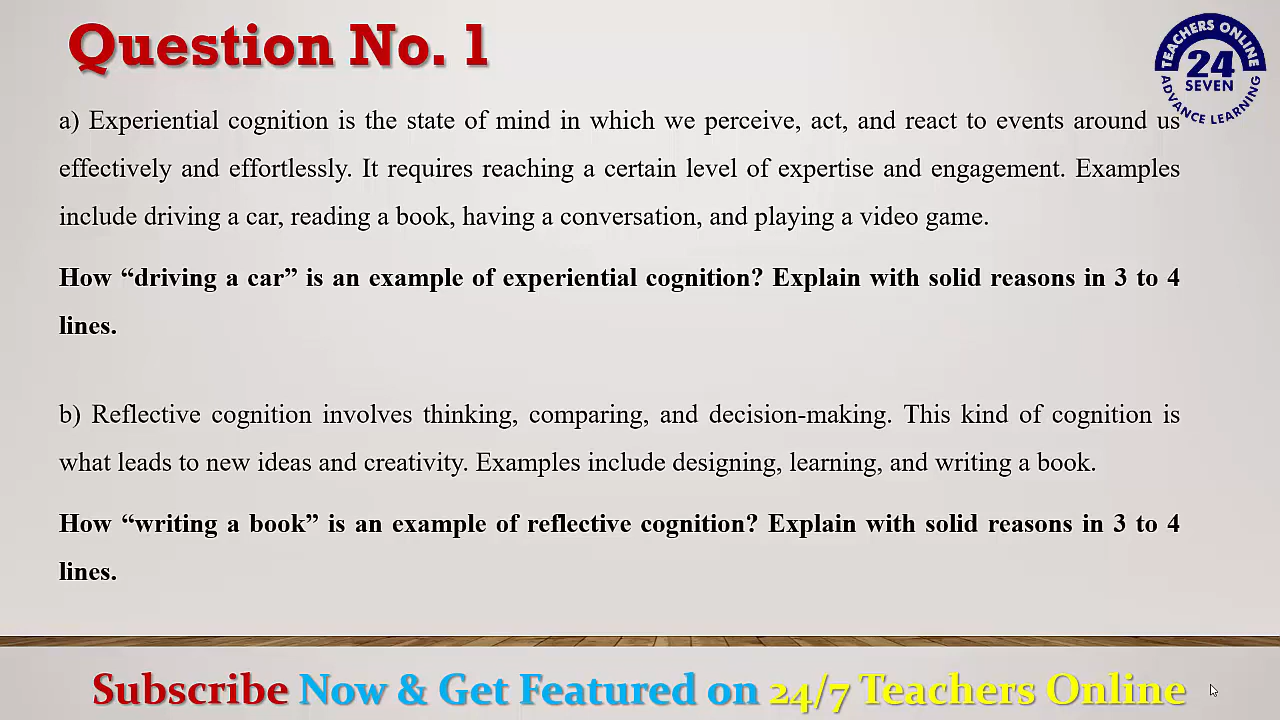 Question No. 1
TEACHERS ONLINE
24
SEVEN
ADVANCE LEARNING
a) Experiential cognition is the state of mind in which we perceive, act, and react to events around us
effectively and effortlessly. It requires reaching a certain level of expertise and engagement. Examples
include driving a car, reading a book, having a conversation, and playing a video game.
How “driving a car” is an example of experiential cognition? Explain with solid reasons in 3 to 4
lines.
b) Reflective cognition involves thinking, comparing, and decision-making. This kind of cognition is
what leads to new ideas and creativity. Examples include designing, learning, and writing a book.
How “writing a book” is an example of reflective cognition? Explain with solid reasons in 3 to 4
lines.
Subscribe Now & Get Featured on 24/7 Teachers Online